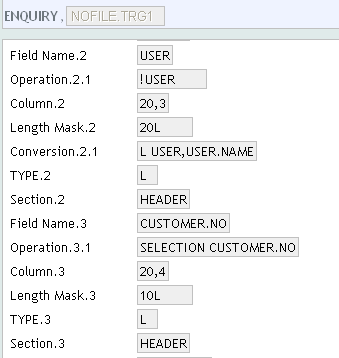 ENQUIRY, NOFILE.TRG1
Field Name.2 USER
Operation.2.1 !USER
Column.2 20,3
Length Mask.2 20L
Conversion.2.1 L USER,USER.NAME
TYPE.2 L
Section.2 HEADER
Field Name.3 CUSTOMER.NO
Operation.3.1 SELECTION CUSTOMER.NO
Column.3 20,4
Length Mask.3 10L
TYPE.3 L
Section.3 HEADER